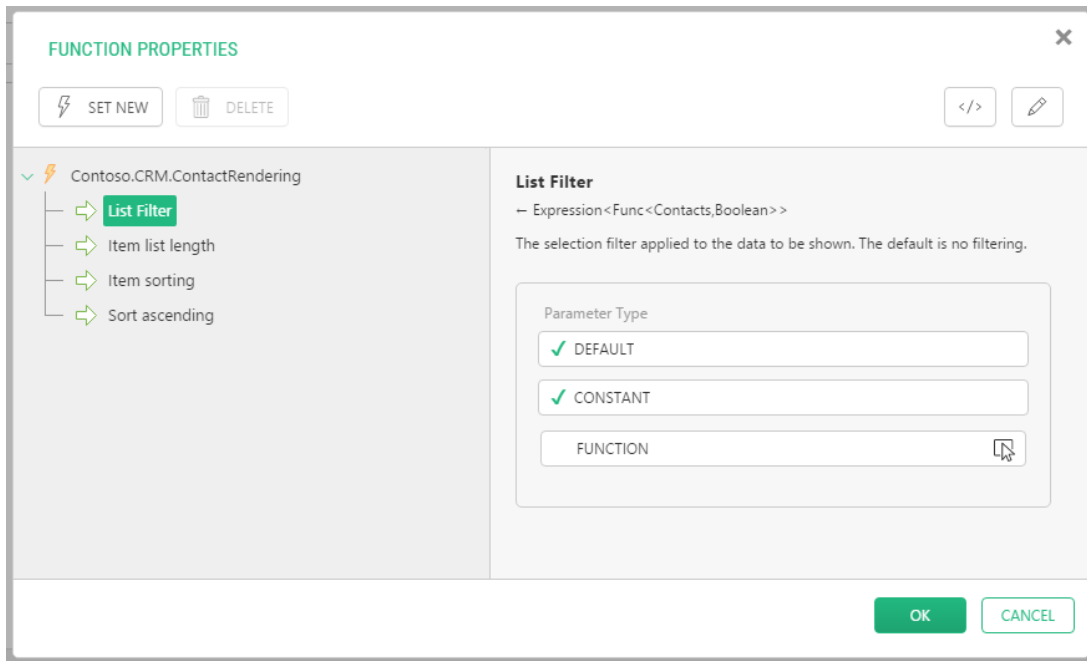 FUNCTION PROPERTIES
SET NEW
DELETE
</>
Contoso.CRM.ContactRendering
List Filter
Item list length
Item sorting
Sort ascending
List Filter
← Expression<Func<Contacts,Boolean>>
The selection filter applied to the data to be shown. The default is no filtering.
Parameter Type
DEFAULT
CONSTANT
FUNCTION
OK
CANCEL